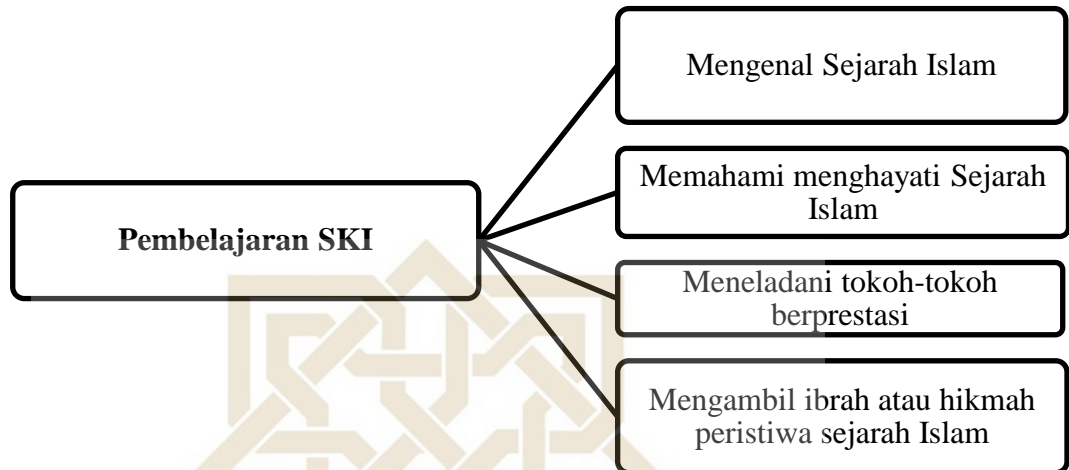 Mengenal Sejarah Islam
Memahami menghayati Sejarah
Islam
Pembelajaran SKI
Meneladani tokoh-tokoh
berprestasi
Mengambil ibrah atau hikmah
peristiwa sejarah Islam